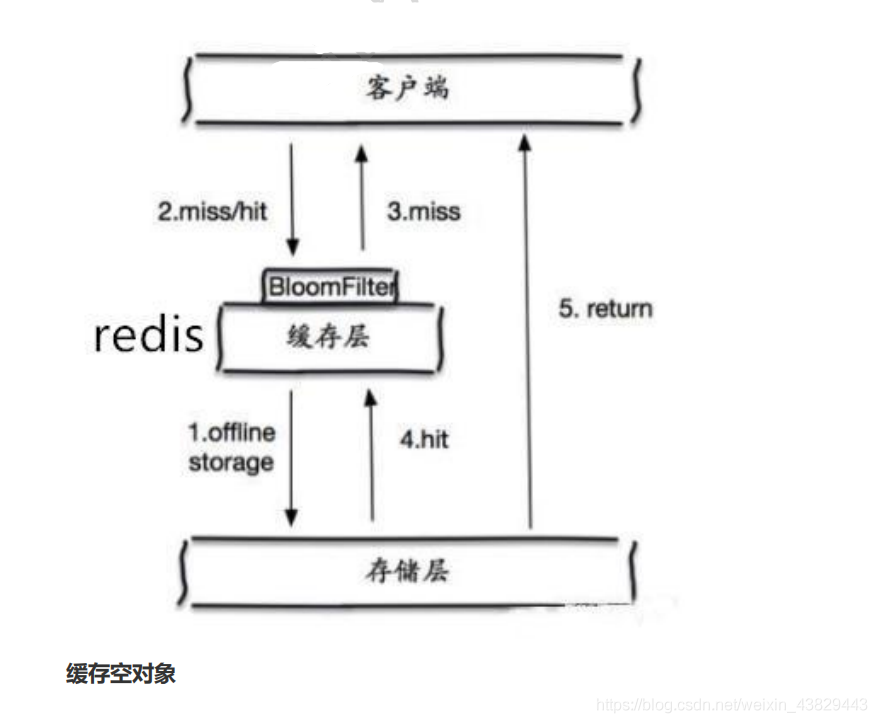 客户端
2.miss/hit
3.miss
BloomFilter
5. return
redis
缓存层
1.offline
storage
4.hit
存储层
缓存空对象
https://blog.csdn.net/weixin_43829443